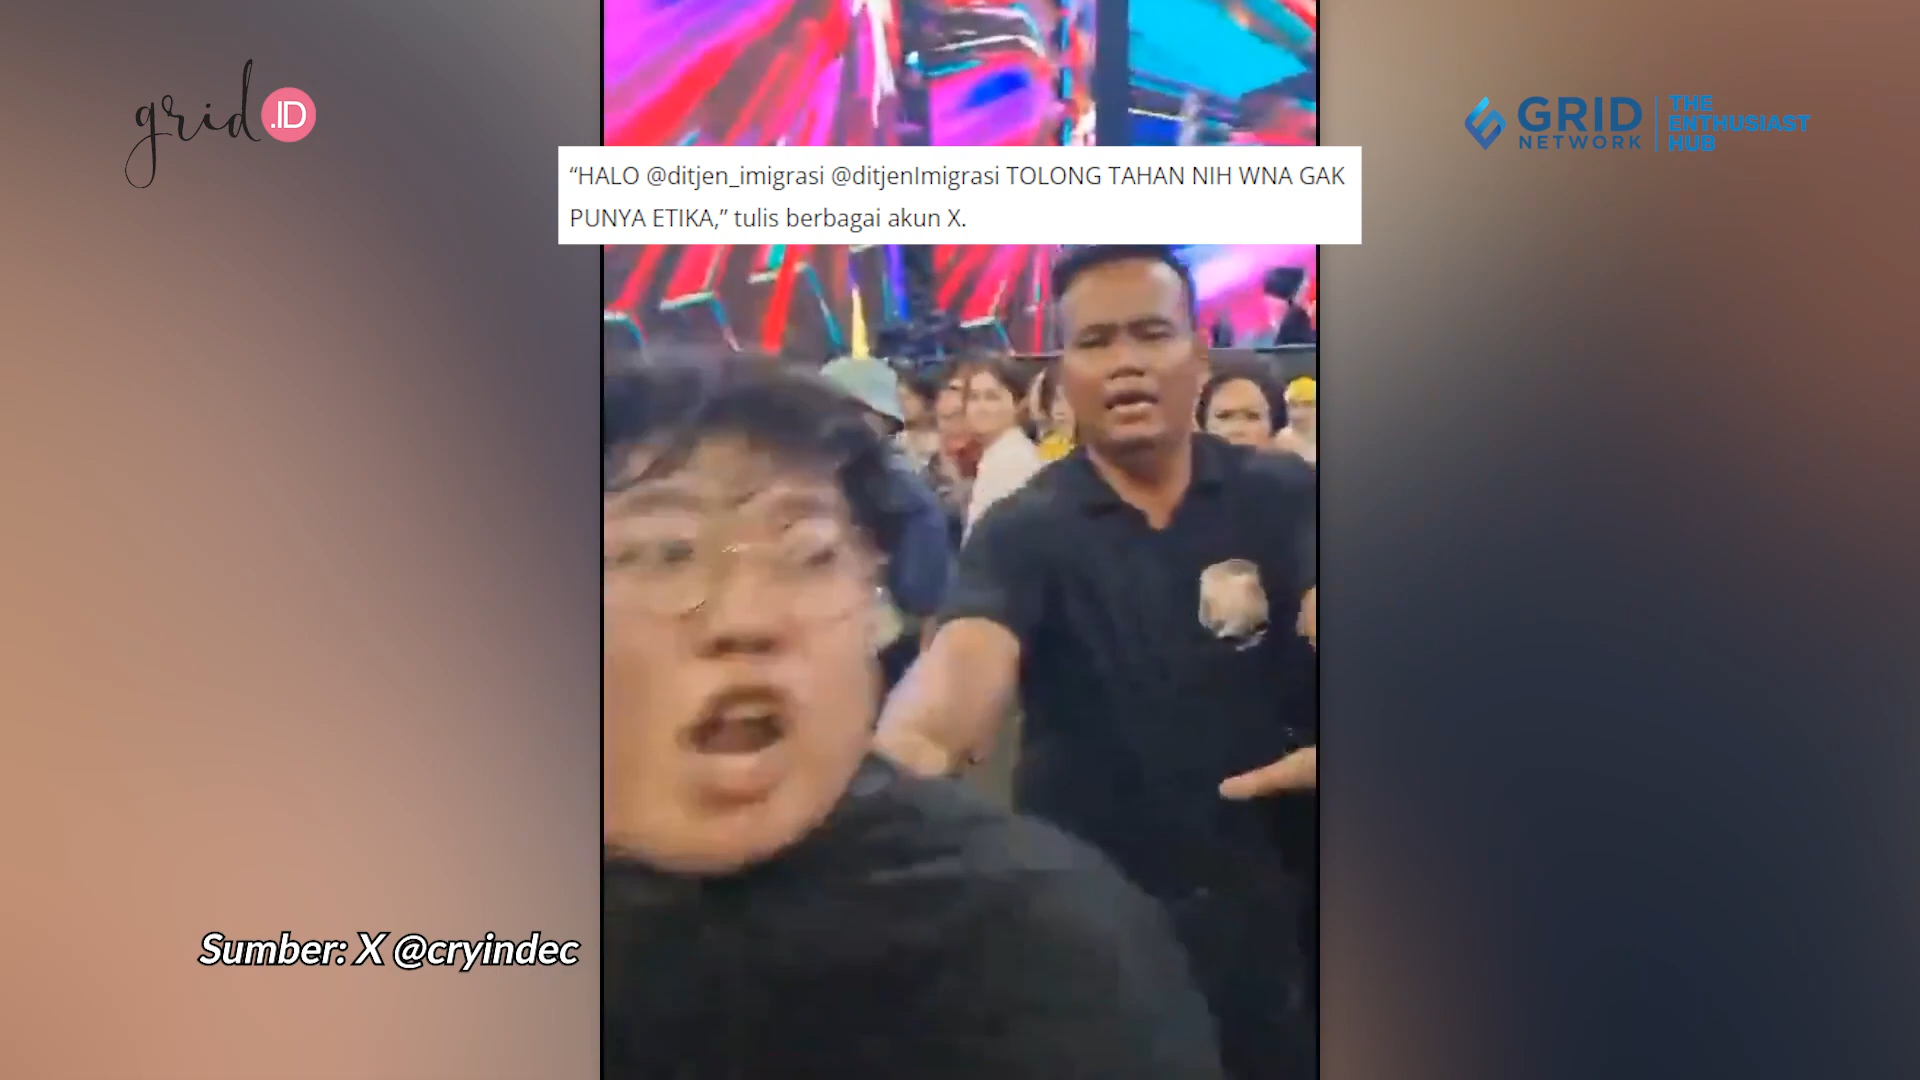 grid.ID
GRID
NETWORK
THE
ENTHUSIAST
HUB
“HALO @ditjen_imigrasi @ditjenImigrasi TOLONG TAHAN NIH WNA GAK
PUNYA ETIKA,” tulis berbagai akun X.
Sumber: X @cryindec